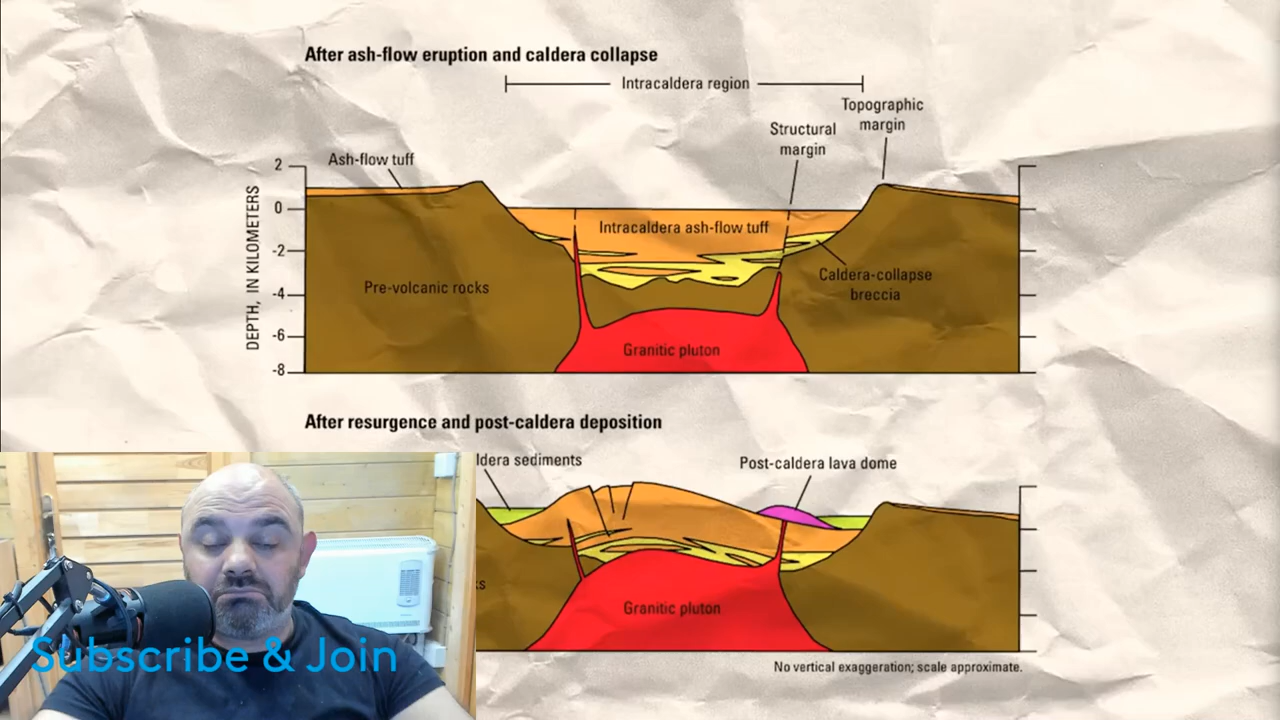 After ash-flow eruption and caldera collapse
Intracaldera region
Topographic
margin
Structural
margin
Ash-flow tuff
2
0
-2
-4
-6
-8
DEPTH, IN KILOMETERS
Intracaldera ash-flow tuff
Pre-volcanic rocks
Caldera-collapse
breccia
Granitic pluton
After resurgence and post-caldera deposition
ldera sediments
Post-caldera lava dome
ks
Granitic pluton
No vertical exaggeration; scale approximate.
Subscribe & Join